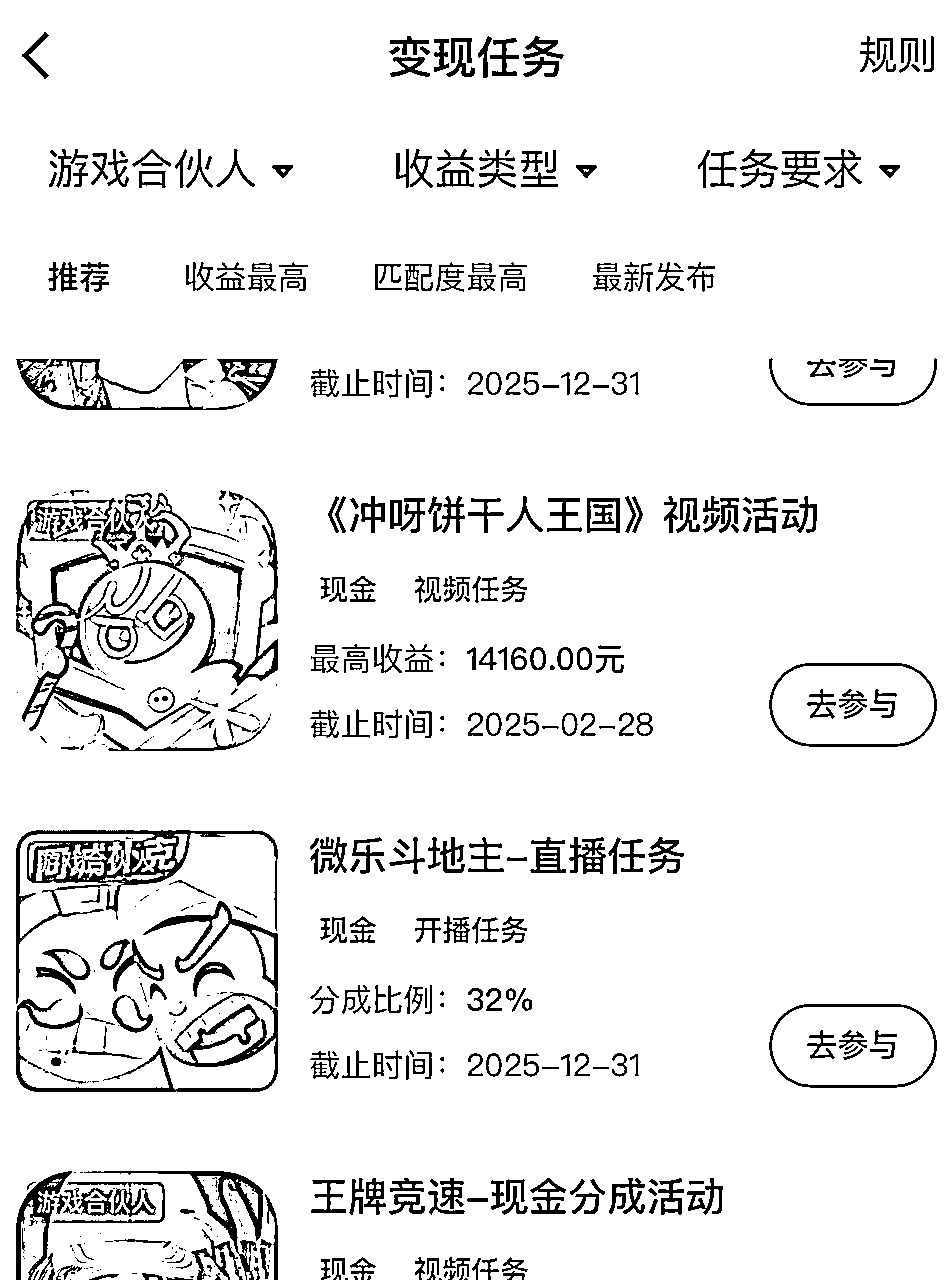 变现任务
规则
游戏合伙人
收益类型
任务要求
推荐
收益最高
匹配度最高
最新发布
截止时间：2025-12-31
去参与
游戏合伙人
《冲呀饼干人王国》视频活动
现金 视频任务
最高收益：14160.00元
截止时间：2025-02-28
去参与
微乐斗地主-直播任务
现金 开播任务
分成比例：32%
截止时间：2025-12-31
去参与
游戏合伙人
王牌竞速-现金分成活动
现金 视频任务